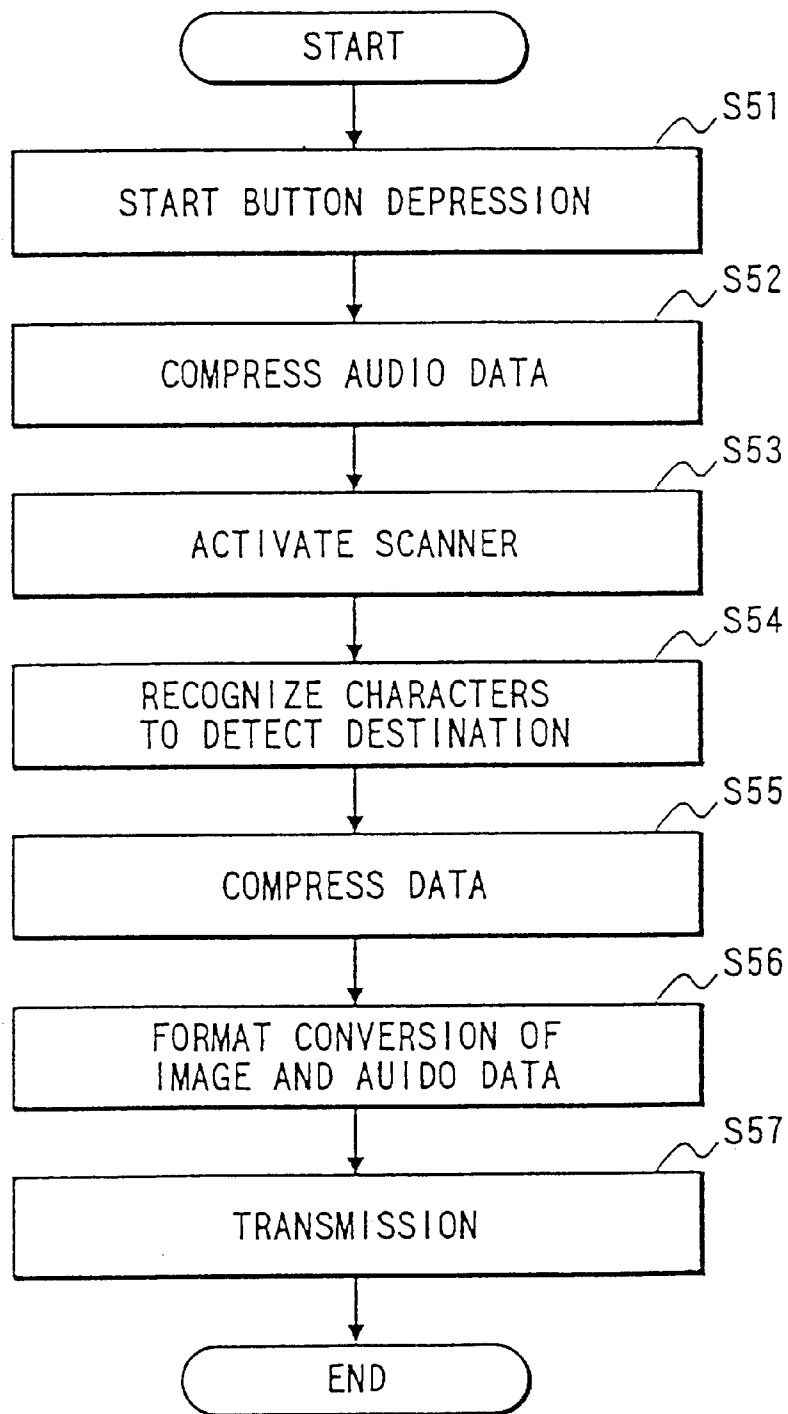 START
S51
START BUTTON DEPRESSION
S52
COMPRESS AUDIO DATA
S53
ACTIVATE SCANNER
S54
RECOGNIZE CHARACTERS
TO DETECT DESTINATION
S55
COMPRESS DATA
S56
FORMAT CONVERSION OF
IMAGE AND AUIDO DATA
S57
TRANSMISSION
END